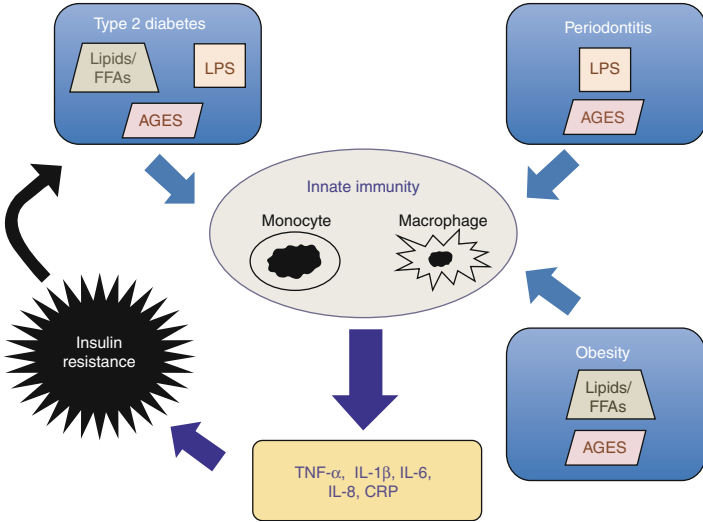 Type 2 diabetes
Lipids/
FFAs
LPS
AGES
Periodontitis
LPS
AGES
Innate immunity
Monocyte
Macrophage
Insulin
resistance
Obesity
Lipids/
FFAs
AGES
TNF-α, IL-1β, IL-6,
IL-8, CRP